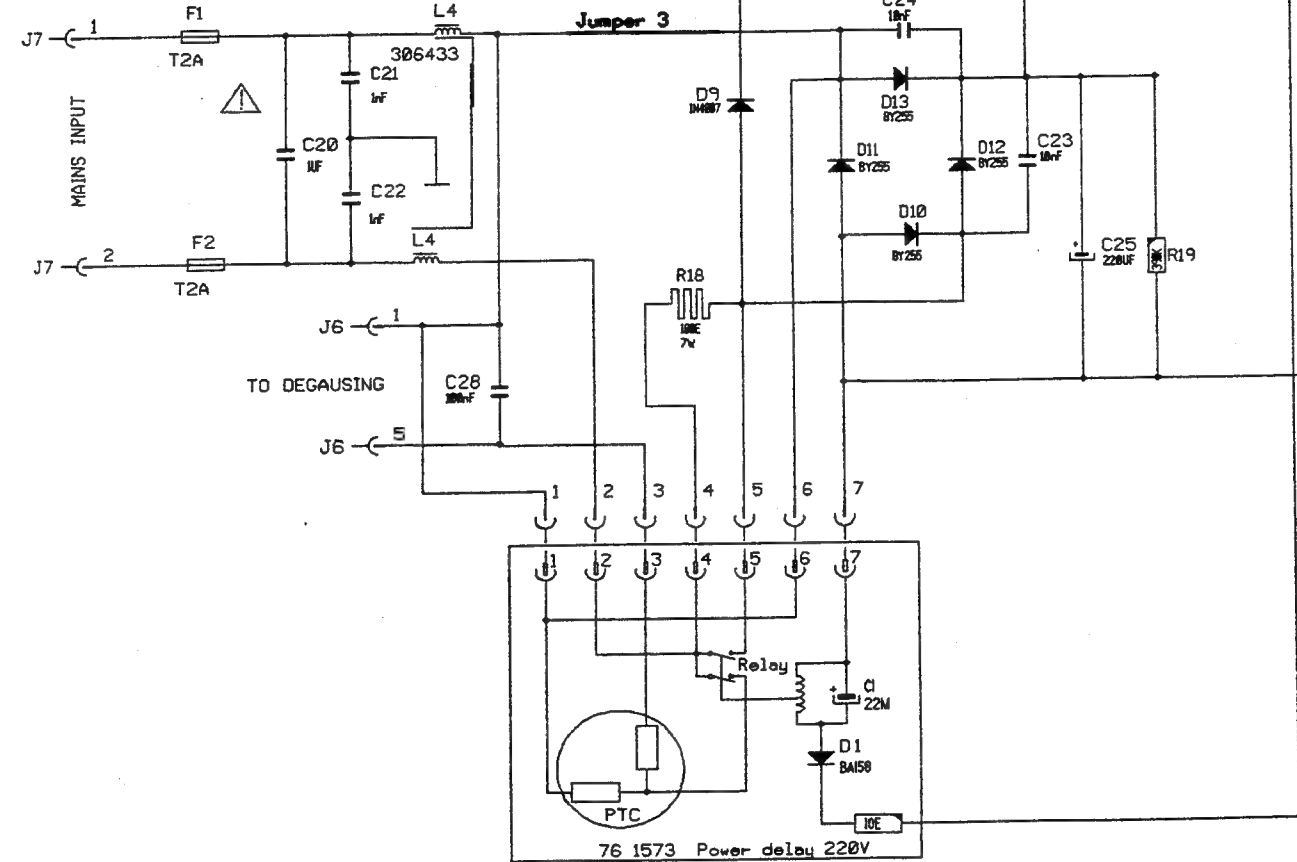 F1
L4
Jumper 3
C24
10nF
J7
1
T2A
306433
C21
1nF
D9
1N4007
D13
BY255
MAINS INPUT
C20
1UF
D11
BY255
D12
BY255
C23
10nF
C22
1nF
D10
BY255
F2
L4
J7
2
T2A
C25
220UF
R19
R18
7W
J6
1
TO DEGAUSING
C28
100nF
J6
5
1
2
3
4
5
6
7
1
2
3
4
5
6
7
Relay
C1
22M
D1
BA158
PTC
10E
76 1573 Power delay 220V